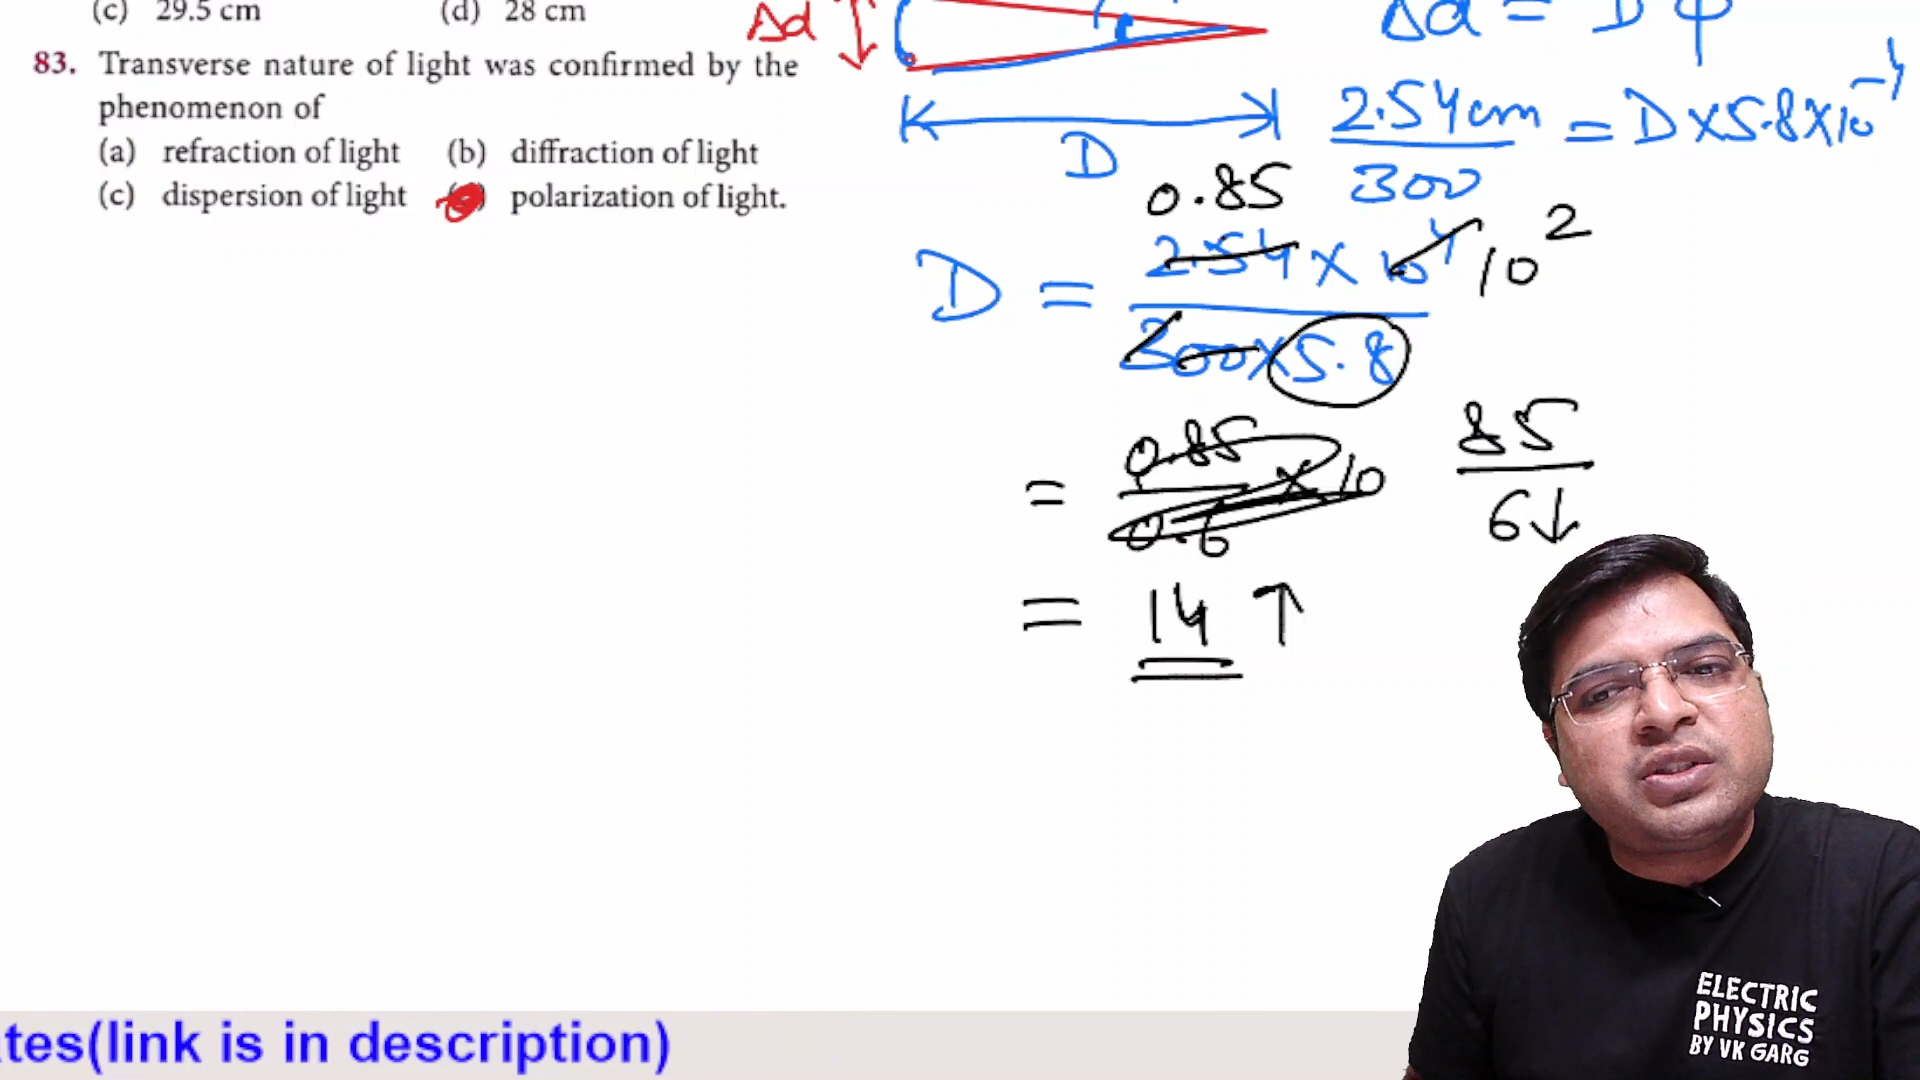 (c) 29.5 cm (d) 28 cm
83. Transverse nature of light was confirmed by the
phenomenon of
(a) refraction of light (b) diffraction of light
(c) dispersion of light polarization of light.
Δd
Δd = D φ
D
2.54 cm / 300 = D × 5.8 × 10⁻⁴
0.85
D = 2.54 × 10⁴ / 300 × 5.8
10²
= 0.85 / 0.6 × 10
85 / 6 ↓
= 14 ↑
ELECTRIC
PHYSICS
BY VK GARG
tes(link is in description)